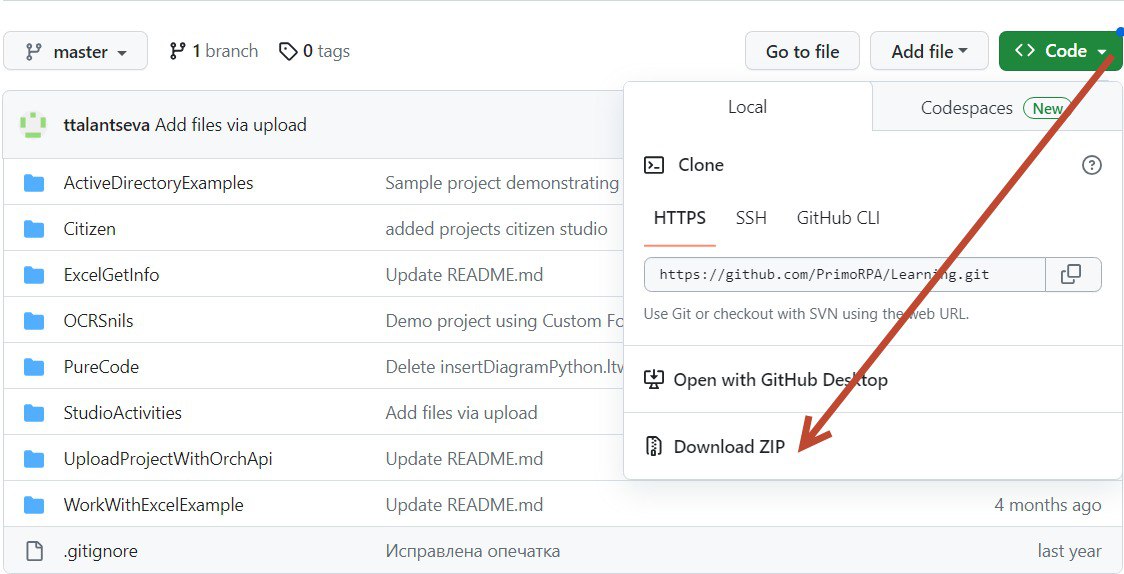 master 1 branch 0 tags Go to file Add file Code
Local Codespaces New
ttalantseva Add files via upload
Clone
ActiveDirectoryExamples Sample project demonstrating
HTTPS SSH GitHub CLI
Citizen added projects citizen studio
ExcelGetInfo Update README.md
https://github.com/PrimoRPA/Learning.git
Use Git or checkout with SVN using the web URL.
OCRSnils Demo project using Custom Fo
PureCode Delete insertDiagramPython.ltw
Open with GitHub Desktop
StudioActivities Add files via upload
Download ZIP
UploadProjectWithOrchApi Update README.md
WorkWithExcelExample Update README.md 4 months ago
.gitignore Исправлена опечатка last year